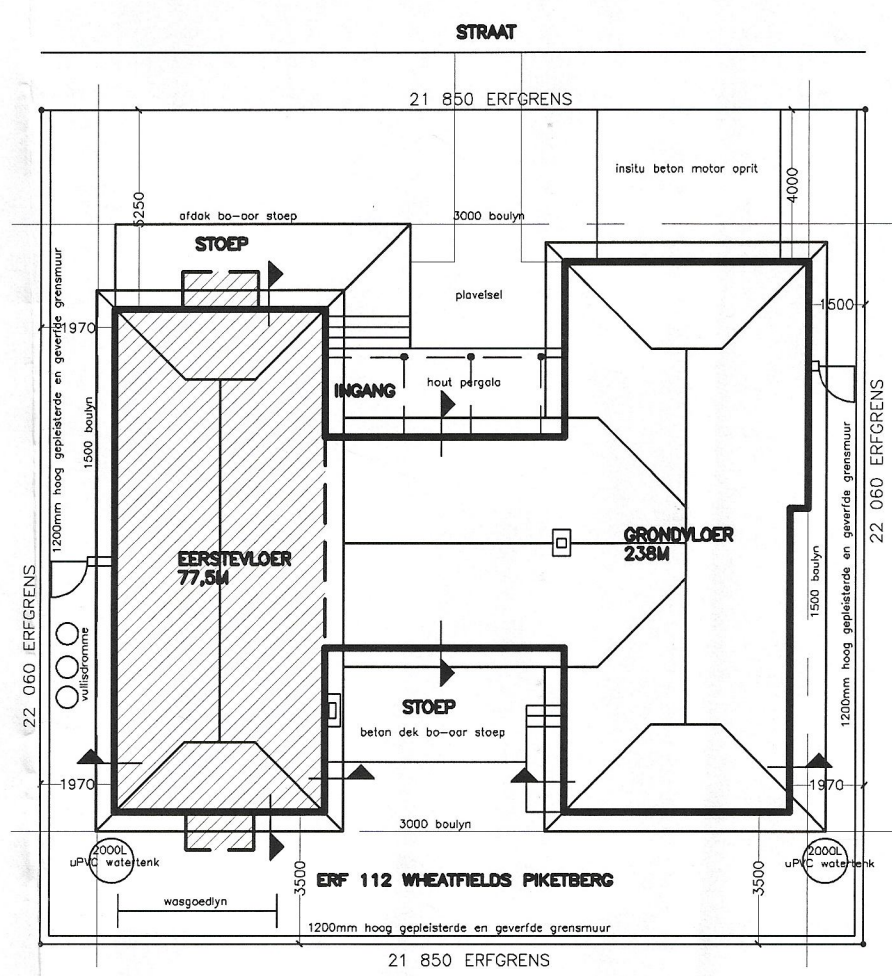 STRAAT
21 850 ERFGRENS
insitu beton motor oprit
4000
5250
afdak bo-oor stoep
3000 boulyn
STOEP
plaveisel
1500
1970
1200mm hoog gepleisterde en geverfde grensmuur
1500 boulyn
INGANG
hout pergola
22 060 ERFGRENS
EERSTEVLOER
77,5M
GRONDVLOER
238M
1500 boulyn
1200mm hoog gepleisterde en geverfde grensmuur
22 060 ERFGRENS
vullisdromme
STOEP
beton dek bo-oor stoep
1970
1970
3000 boulyn
2000L
uPVC watertenk
2000L
uPVC watertenk
3500
ERF 112 WHEATFIELDS PIKETBERG
3500
wasgoedlyn
1200mm hoog gepleisterde en geverfde grensmuur
21 850 ERFGRENS